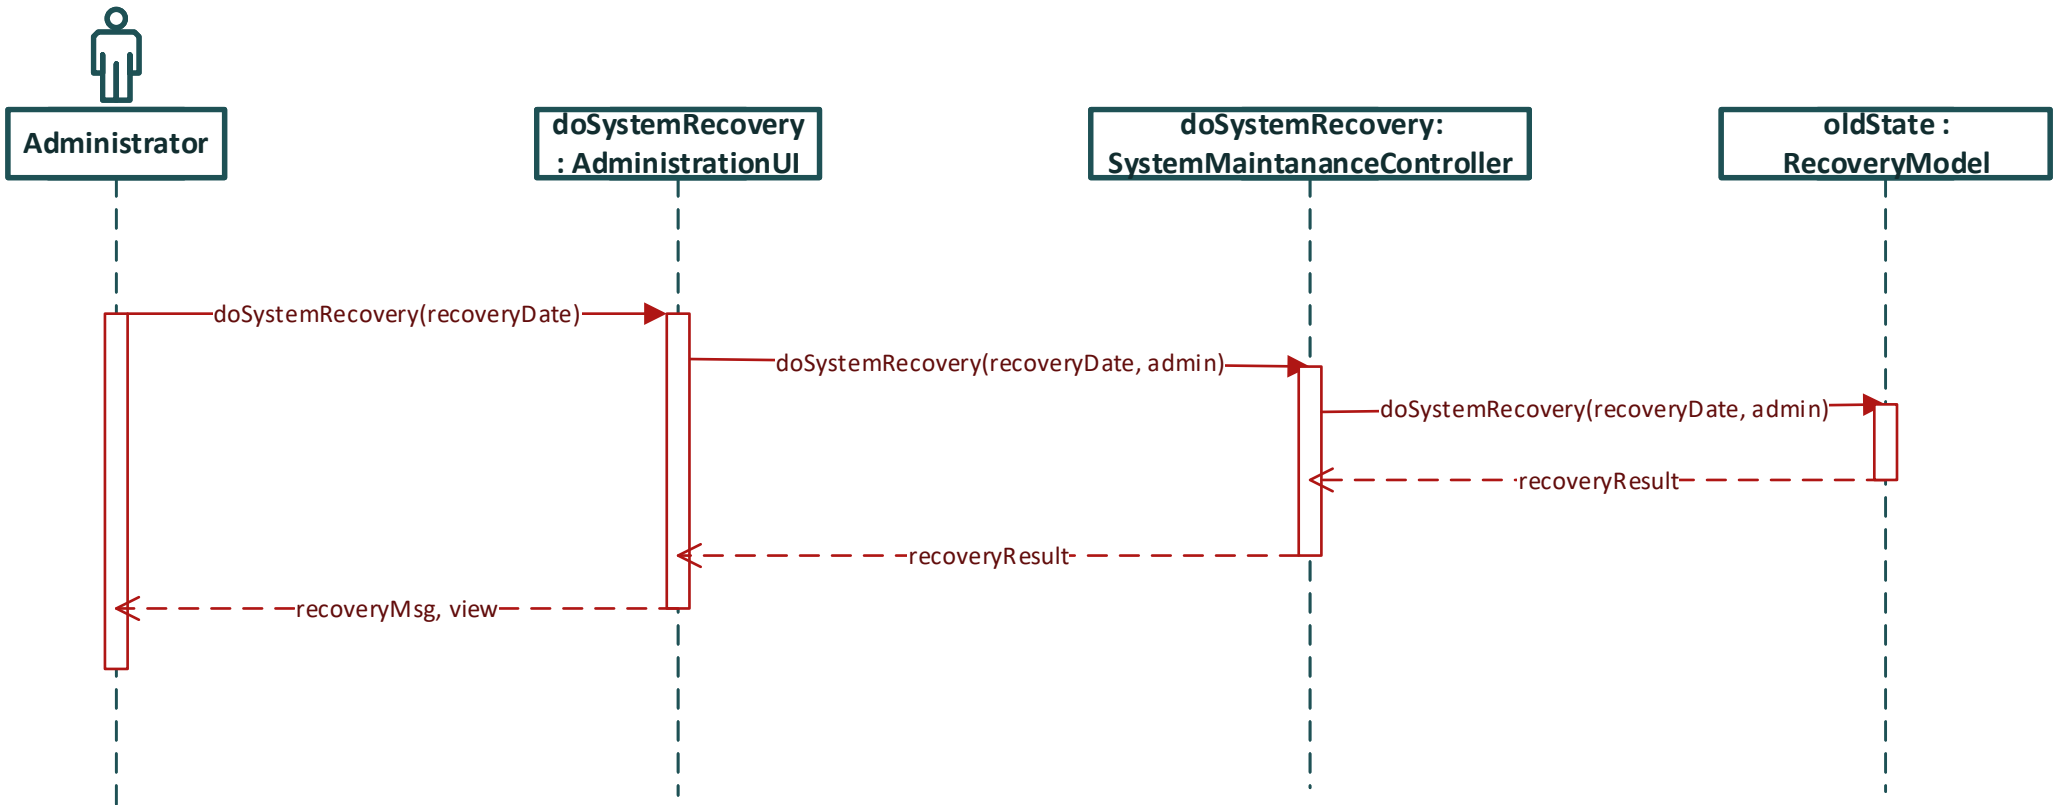 Administrator
doSystemRecovery
: AdministrationUI
doSystemRecovery:
SystemMaintananceController
oldState :
RecoveryModel
doSystemRecovery(recoveryDate)
doSystemRecovery(recoveryDate, admin)
doSystemRecovery(recoveryDate, admin)
recoveryResult
recoveryResult
recoveryMsg, view